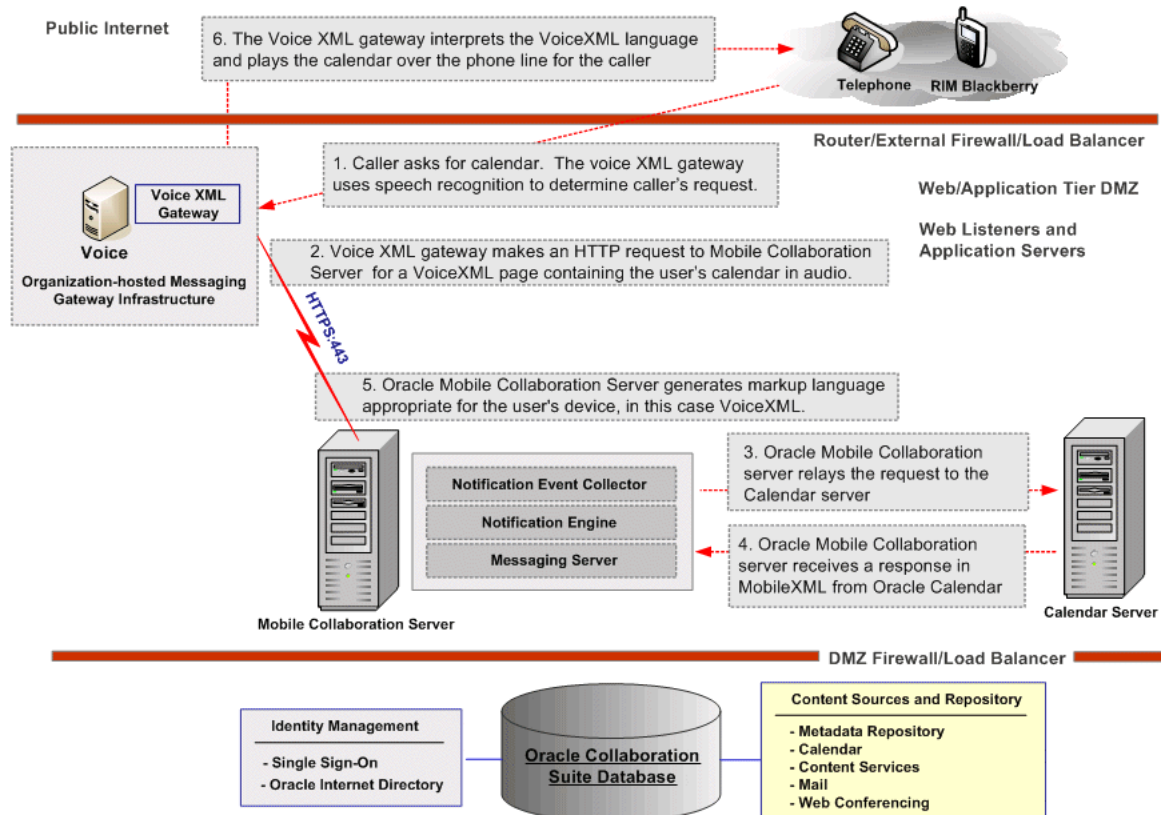 Public Internet
6. The Voice XML gateway interprets the VoiceXML language
and plays the calendar over the phone line for the caller
Telephone
RIM Blackberry
Router/External Firewall/Load Balancer
1. Caller asks for calendar. The voice XML gateway
uses speech recognition to determine caller's request.
Web/Application Tier DMZ
Web Listeners and
Application Servers
Voice XML
Gateway
Voice
Organization-hosted Messaging
Gateway Infrastructure
2. Voice XML gateway makes an HTTP request to Mobile Collaboration
Server for a VoiceXML page containing the user's calendar in audio.
HTTPS:443
5. Oracle Mobile Collaboration Server generates markup language
appropriate for the user's device, in this case VoiceXML.
Notification Event Collector
Notification Engine
Messaging Server
3. Oracle Mobile Collaboration
server relays the request to the
Calendar server
4. Oracle Mobile Collaboration
server receives a response in
MobileXML from Oracle Calendar
Mobile Collaboration Server
Calendar Server
DMZ Firewall/Load Balancer
Identity Management
- Single Sign-On
- Oracle Internet Directory
Oracle Collaboration
Suite Database
Content Sources and Repository
- Metadata Repository
- Calendar
- Content Services
- Mail
- Web Conferencing